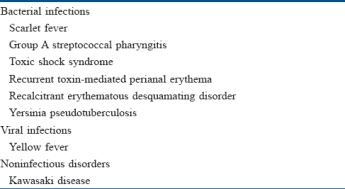 Bacterial infections
Scarlet fever
Group A streptococcal pharyngitis
Toxic shock syndrome
Recurrent toxin-mediated perianal erythema
Recalcitrant erythematous desquamating disorder
Yersinia pseudotuberculosis
Viral infections
Yellow fever
Noninfectious disorders
Kawasaki disease